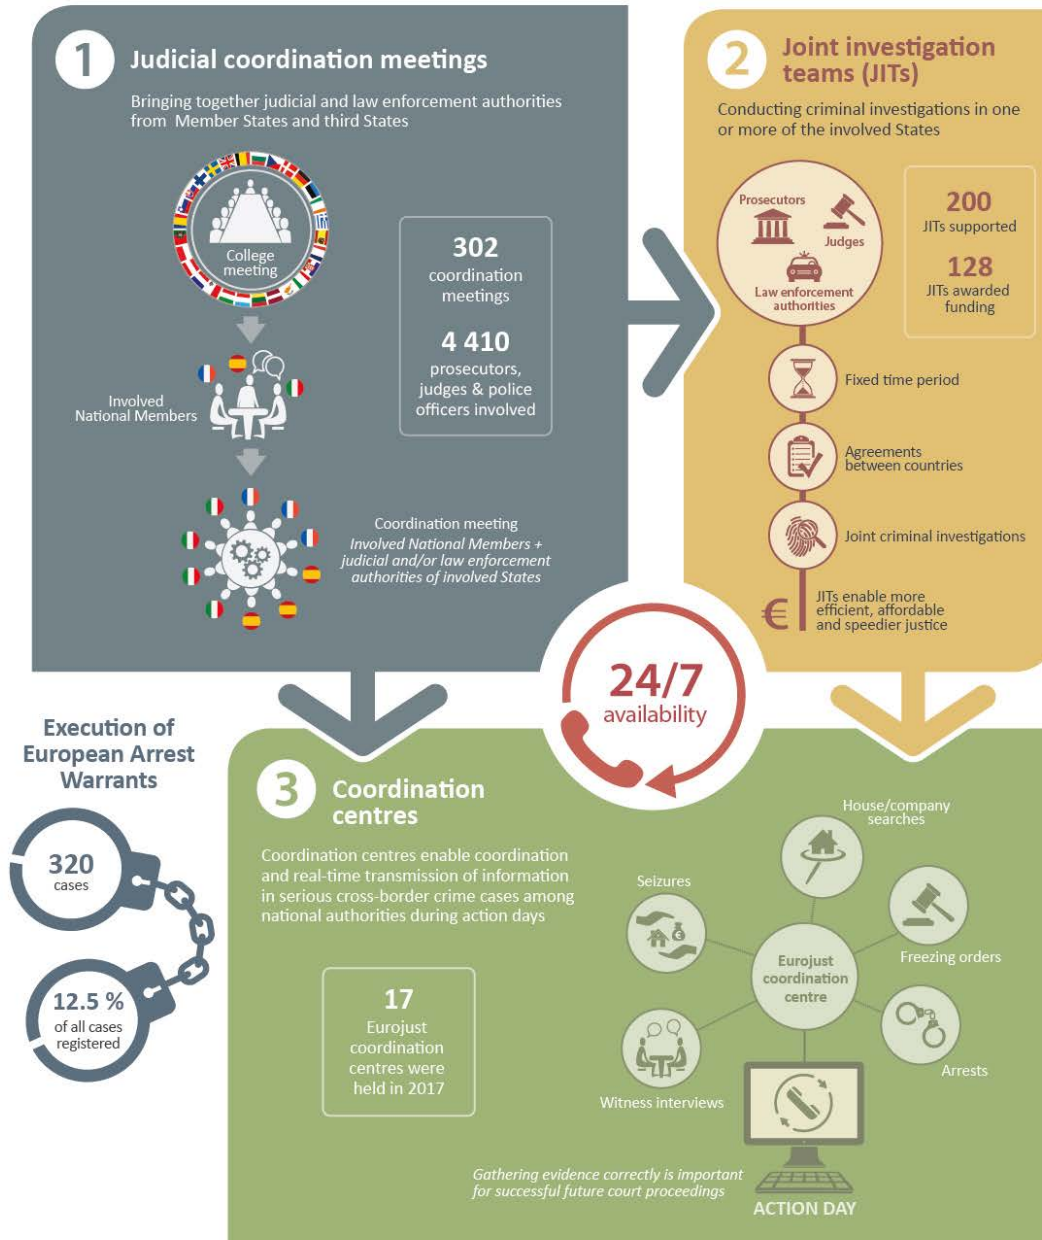 1
Judicial coordination meetings
Bringing together judicial and law enforcement authorities
from Member States and third States
College
meeting
302
coordination
meetings
4 410
prosecutors,
judges & police
officers involved
Involved
National Members
Coordination meeting
Involved National Members +
judicial and/or law enforcement
authorities of involved States
2
Joint investigation
teams (JITs)
Conducting criminal investigations in one
or more of the involved States
Prosecutors
Judges
Law enforcement
authorities
200
JITs supported
128
JITs awarded
funding
Fixed time period
Agreements
between countries
Joint criminal investigations
€
JITs enable more
efficient, affordable
and speedier justice
24/7
availability
Execution of
European Arrest
Warrants
320
cases
12.5 %
of all cases
registered
3
Coordination
centres
Coordination centres enable coordination
and real-time transmission of information
in serious cross-border crime cases among
national authorities during action days
17
Eurojust
coordination
centres were
held in 2017
House/company
searches
Seizures
€
Freezing orders
Eurojust
coordination
centre
Arrests
Witness interviews
Gathering evidence correctly is important
for successful future court proceedings
ACTION DAY